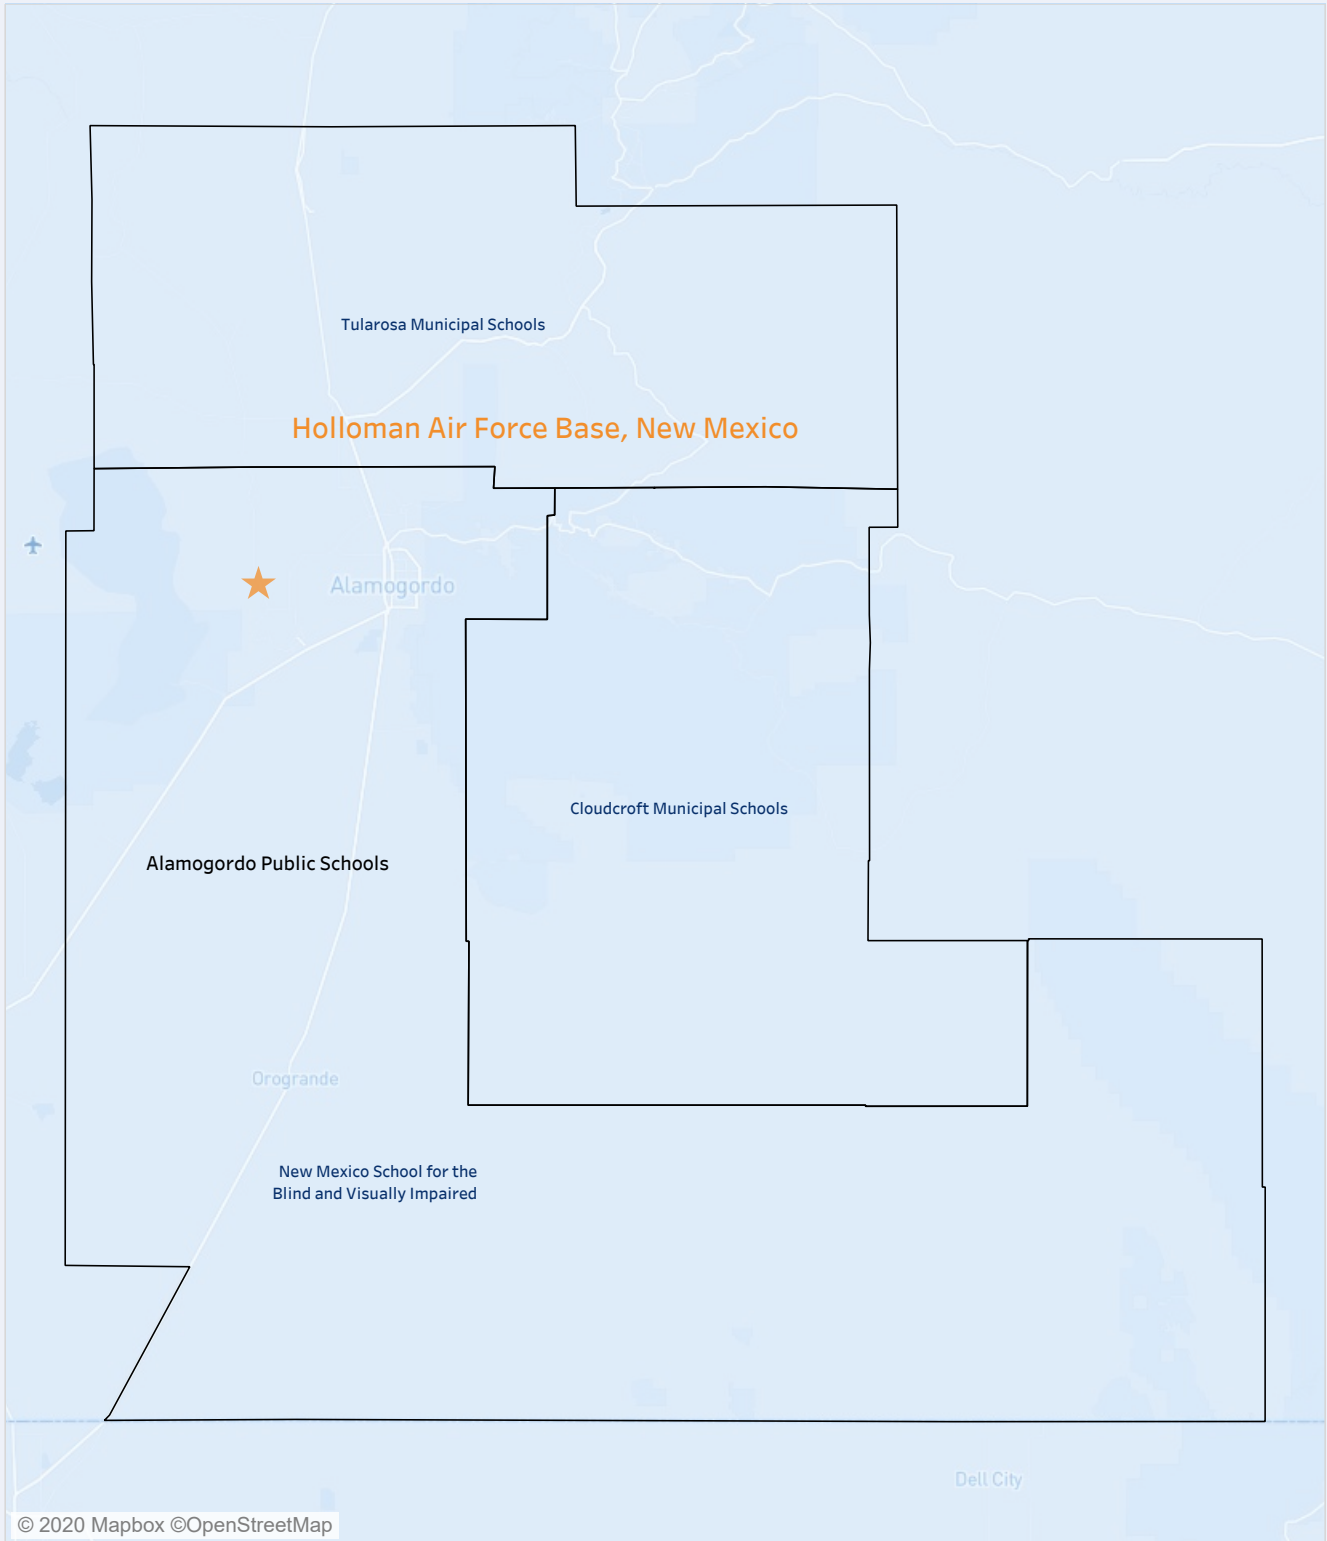 Tularosa Municipal Schools
Holloman Air Force Base, New Mexico
Alamogordo
Cloudcroft Municipal Schools
Alamogordo Public Schools
Orogrande
New Mexico School for the
Blind and Visually Impaired
Dell City
© 2020 Mapbox ©OpenStreetMap